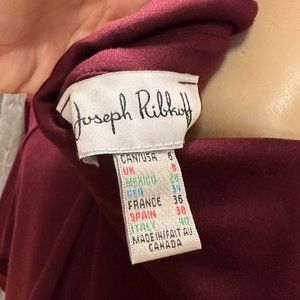 Joseph Ribkoff
CAN/USA 6
UK 8
MEXICO 28
GER 34
FRANCE 36
SPAIN 38
ITALY 40
MADE IN/FAIT AU
CANADA